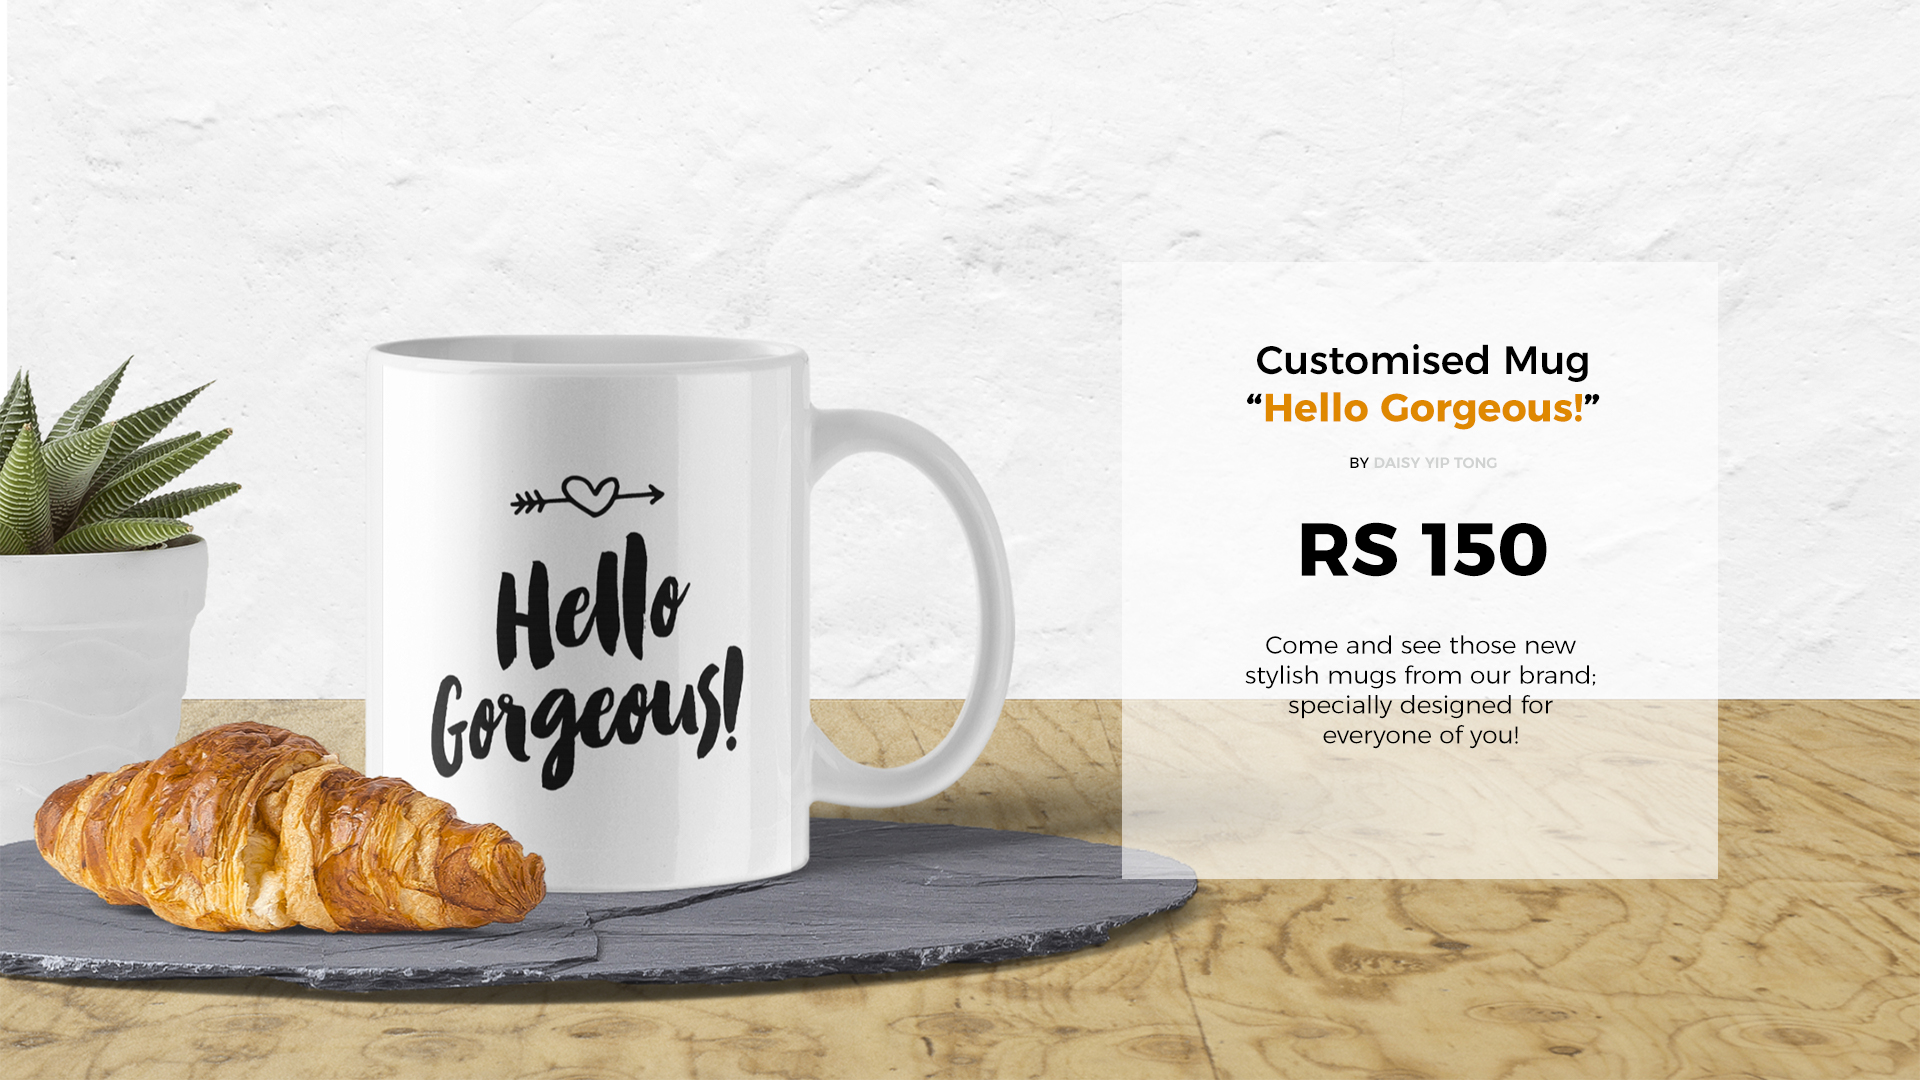 Hello
Gorgeous!
Customised Mug
“Hello Gorgeous!”
BY DAISY YIP TONG
RS 150
Come and see those new
stylish mugs from our brand;
specially designed for
everyone of you!